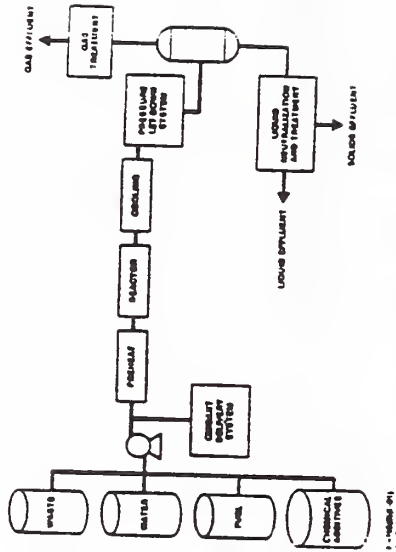 WASTE
WATER
FUEL
CHEMICAL
ADDITIVES
OXIDANT
DELIVERY
SYSTEM
PREHEAT
REACTOR
COOLING
PRESSURE
LET DOWN
SYSTEM
GAS
TREATMENT
GAS EFFLUENT
LIQUID
NEUTRALIZATION
AND TREATMENT
LIQUID EFFLUENT
SOLIDS EFFLUENT